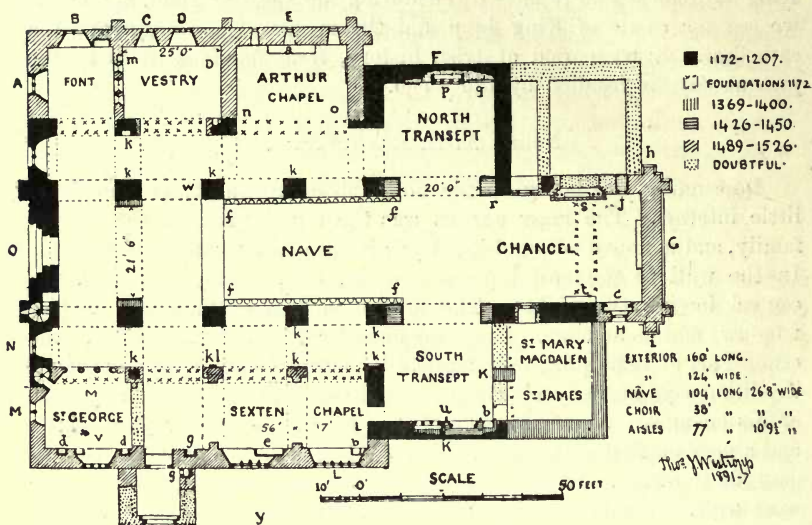 B C D E
25'0"
a
m D
A FONT VESTRY ARTHUR
CHAPEL
n o
F
p q
NORTH
TRANSEPT
h
k k k
k k k
w 20'0" r s j
f f
O 21'6" NAVE CHANCEL G
f f
t c
H
i
N
k kl k k
M
M ST GEORGE SEXTEN CHAPEL
56' " 17' L
SOUTH
TRANSEPT
K
ST MARY
MAGDALEN
ST JAMES
d V d g e b
u b
K
g L
y
1172-1207.
FOUNDATIONS 1172
1369-1400.
1426-1450.
1489-1526.
DOUBTFUL.
EXTERIOR 160' LONG.
" 124 WIDE.
NAVE 104' LONG 26'8" WIDE
CHOIR 38' " " "
AISLES 77 " 10'9½" "
Thos. J Westropp
1891-7
SCALE
10' 0' 50 FEET